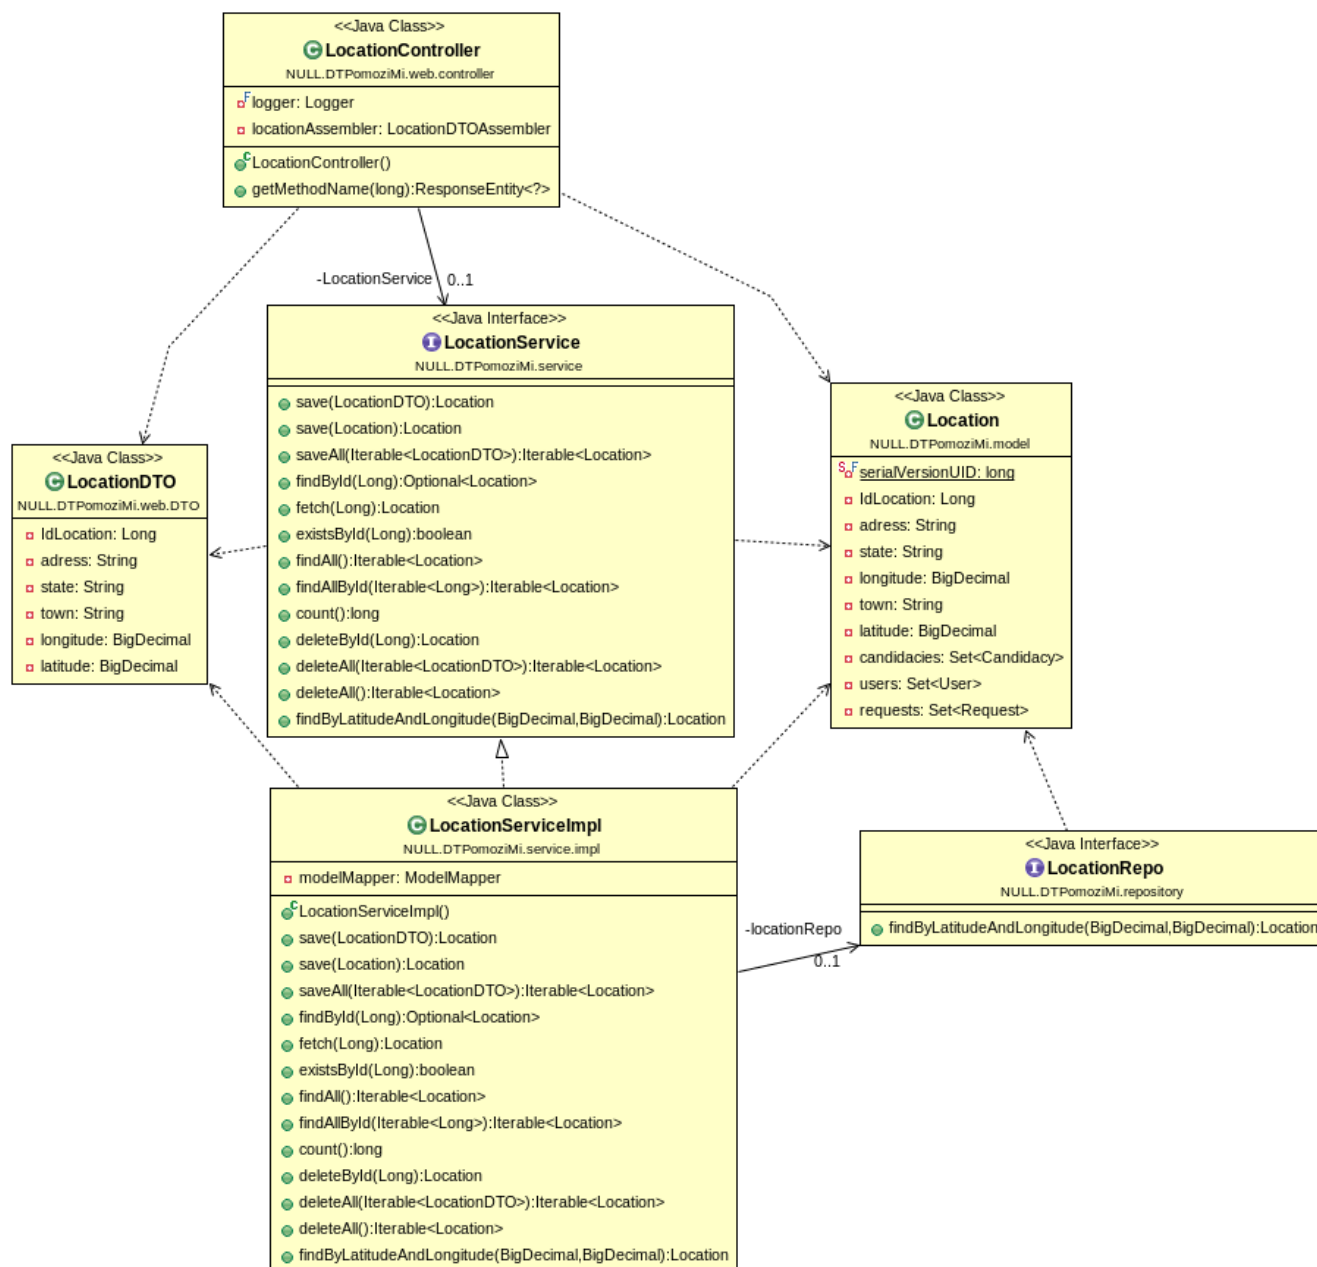 <<Java Class>>
LocationController
NULL.DTPomoziMi.web.controller
logger: Logger
locationAssembler: LocationDTOAssembler
LocationController()
getMethodName(long):ResponseEntity<?>
-LocationService 0..1
<<Java Interface>>
LocationService
NULL.DTPomoziMi.service
save(LocationDTO):Location
save(Location):Location
saveAll(Iterable<LocationDTO>):Iterable<Location>
findById(Long):Optional<Location>
fetch(Long):Location
existsById(Long):boolean
findAll():Iterable<Location>
findAllById(Iterable<Long>):Iterable<Location>
count():long
deleteById(Long):Location
deleteAll(Iterable<LocationDTO>):Iterable<Location>
deleteAll():Iterable<Location>
findByLatitudeAndLongitude(BigDecimal,BigDecimal):Location
<<Java Class>>
Location
NULL.DTPomoziMi.model
serialVersionUID: long
IdLocation: Long
adress: String
state: String
longitude: BigDecimal
town: String
latitude: BigDecimal
candidacies: Set<Candidacy>
users: Set<User>
requests: Set<Request>
<<Java Class>>
LocationDTO
NULL.DTPomoziMi.web.DTO
IdLocation: Long
adress: String
state: String
town: String
longitude: BigDecimal
latitude: BigDecimal
<<Java Class>>
LocationServiceImpl
NULL.DTPomoziMi.service.impl
modelMapper: ModelMapper
LocationServiceImpl()
save(LocationDTO):Location
save(Location):Location
saveAll(Iterable<LocationDTO>):Iterable<Location>
findById(Long):Optional<Location>
fetch(Long):Location
existsById(Long):boolean
findAll():Iterable<Location>
findAllById(Iterable<Long>):Iterable<Location>
count():long
deleteById(Long):Location
deleteAll(Iterable<LocationDTO>):Iterable<Location>
deleteAll():Iterable<Location>
findByLatitudeAndLongitude(BigDecimal,BigDecimal):Location
-locationRepo
0..1
<<Java Interface>>
LocationRepo
NULL.DTPomoziMi.repository
findByLatitudeAndLongitude(BigDecimal,BigDecimal):Location